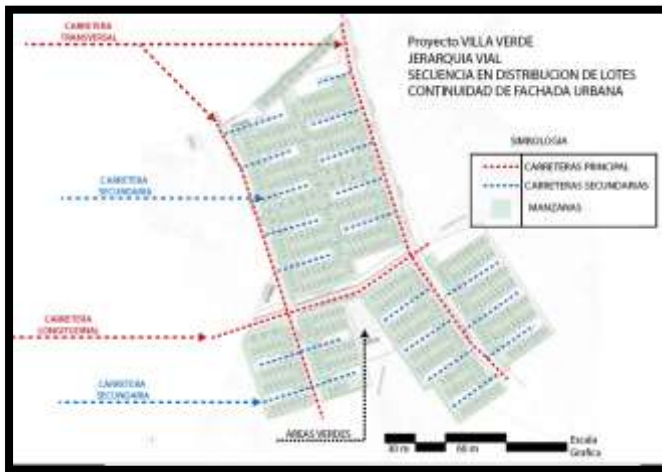 CARRETERA
TRANSVERSAL
Proyecto VILLA VERDE
JERARQUIA VIAL
SECUENCIA EN DISTRIBUCION DE LOTES
CONTINUIDAD DE FACHADA URBANA
SIMBOLOGIA
CARRETERAS PRINCIPAL
CARRETERAS SECUNDARIAS
MANZANAS
CARRETERA
SECUNDARIA
CARRETERA
LONGITUDINAL
CARRETERA
SECUNDARIA
AREAS VERDES
60 m
Escala
Grafica